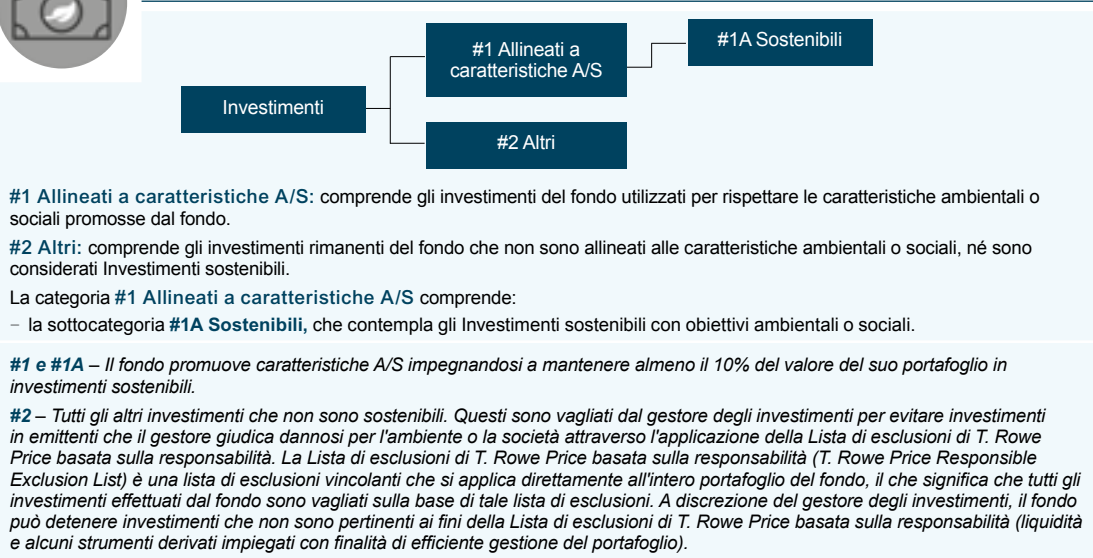 #1 Allineati a
caratteristiche A/S
#1A Sostenibili
Investimenti
#2 Altri
#1 Allineati a caratteristiche A/S: comprende gli investimenti del fondo utilizzati per rispettare le caratteristiche ambientali o
sociali promosse dal fondo.
#2 Altri: comprende gli investimenti rimanenti del fondo che non sono allineati alle caratteristiche ambientali o sociali, né sono
considerati Investimenti sostenibili.
La categoria #1 Allineati a caratteristiche A/S comprende:
– la sottocategoria #1A Sostenibili, che contempla gli Investimenti sostenibili con obiettivi ambientali o sociali.
#1 e #1A – Il fondo promuove caratteristiche A/S impegnandosi a mantenere almeno il 10% del valore del suo portafoglio in
investimenti sostenibili.
#2 – Tutti gli altri investimenti che non sono sostenibili. Questi sono vagliati dal gestore degli investimenti per evitare investimenti
in emittenti che il gestore giudica dannosi per l'ambiente o la società attraverso l'applicazione della Lista di esclusioni di T. Rowe
Price basata sulla responsabilità. La Lista di esclusioni di T. Rowe Price basata sulla responsabilità (T. Rowe Price Responsible
Exclusion List) è una lista di esclusioni vincolanti che si applica direttamente all'intero portafoglio del fondo, il che significa che tutti gli
investimenti effettuati dal fondo sono vagliati sulla base di tale lista di esclusioni. A discrezione del gestore degli investimenti, il fondo
può detenere investimenti che non sono pertinenti ai fini della Lista di esclusioni di T. Rowe Price basata sulla responsabilità (liquidità
e alcuni strumenti derivati impiegati con finalità di efficiente gestione del portafoglio).